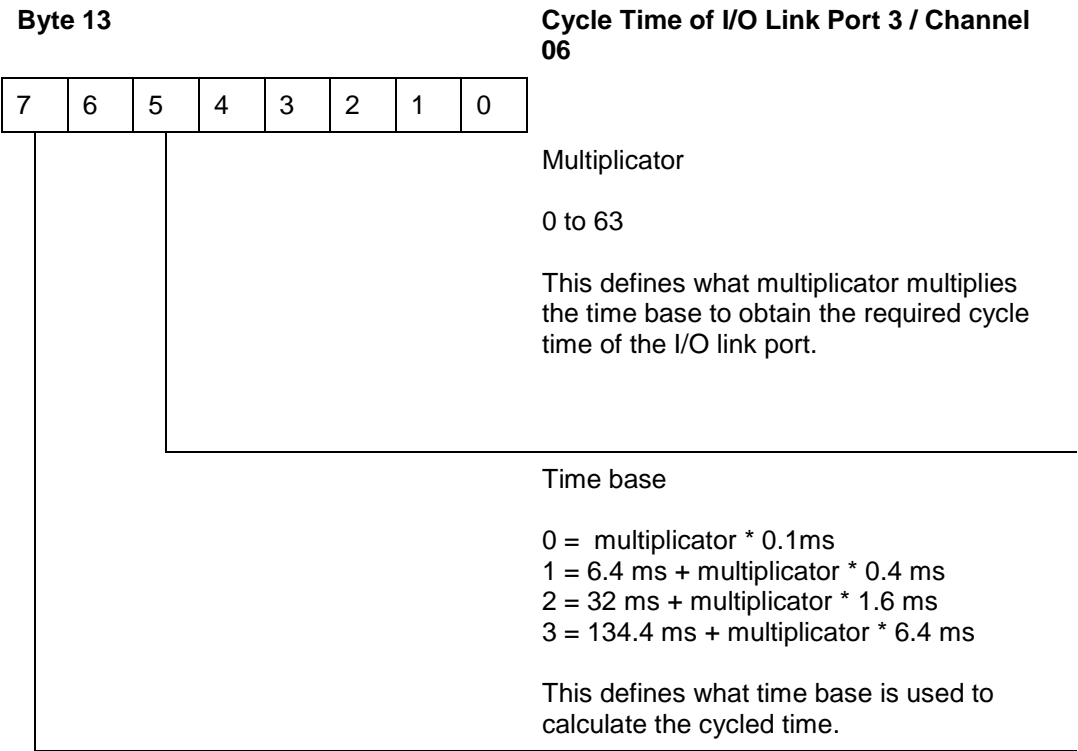 Byte 13
Cycle Time of I/O Link Port 3 / Channel
06
7 6 5 4 3 2 1 0
Multiplicator
0 to 63
This defines what multiplicator multiplies
the time base to obtain the required cycle
time of the I/O link port.
Time base
0 = multiplicator * 0.1ms
1 = 6.4 ms + multiplicator * 0.4 ms
2 = 32 ms + multiplicator * 1.6 ms
3 = 134.4 ms + multiplicator * 6.4 ms
This defines what time base is used to
calculate the cycled time.